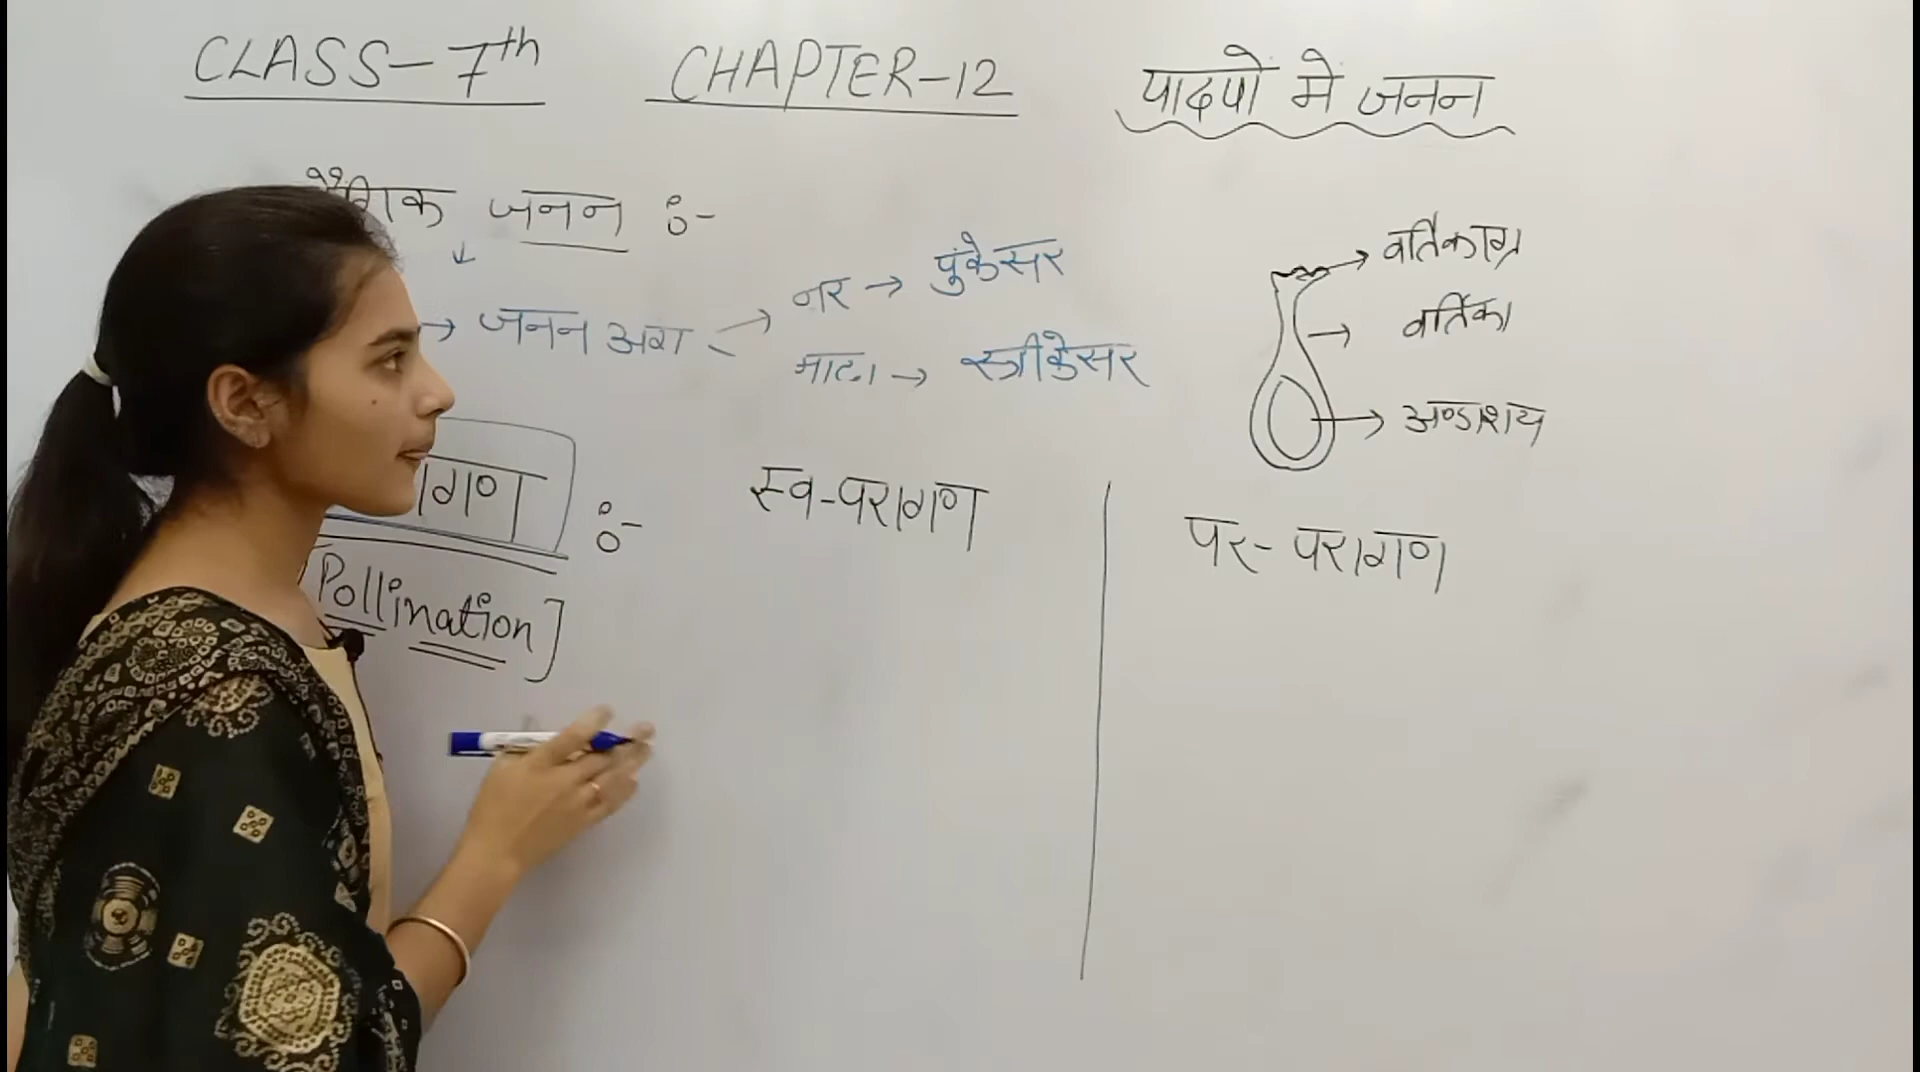 CLASS-7th CHAPTER-12 पादपों में जनन
जनन :-
→ जनन अंग → नर → पुंकेसर
मादा → स्त्रीकेसर
→ वर्तिकाग्र
→ वर्तिका
→ अण्डाशय
:- स्व-परागण
पर-परागण
[Pollination]